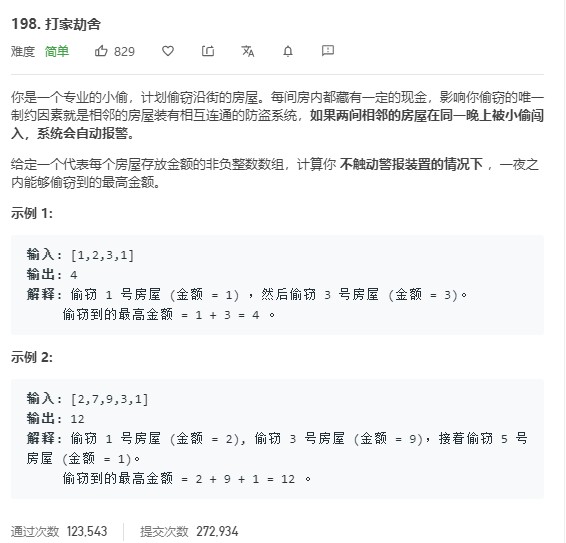 198. 打家劫舍
难度 简单 829
你是一个专业的小偷，计划偷窃沿街的房屋。每间房内都藏有一定的现金，影响你偷窃的唯一
制约因素就是相邻的房屋装有相互连通的防盗系统，如果两间相邻的房屋在同一晚上被小偷闯
入，系统会自动报警。
给定一个代表每个房屋存放金额的非负整数数组，计算你 不触动警报装置的情况下 ，一夜之
内能够偷窃到的最高金额。
示例 1:
输入: [1,2,3,1]
输出: 4
解释: 偷窃 1 号房屋 (金额 = 1) ，然后偷窃 3 号房屋 (金额 = 3)。
偷窃到的最高金额 = 1 + 3 = 4 。
示例 2:
输入: [2,7,9,3,1]
输出: 12
解释: 偷窃 1 号房屋 (金额 = 2), 偷窃 3 号房屋 (金额 = 9)，接着偷窃 5 号
房屋 (金额 = 1)。
偷窃到的最高金额 = 2 + 9 + 1 = 12 。
通过次数 123,543 提交次数 272,934